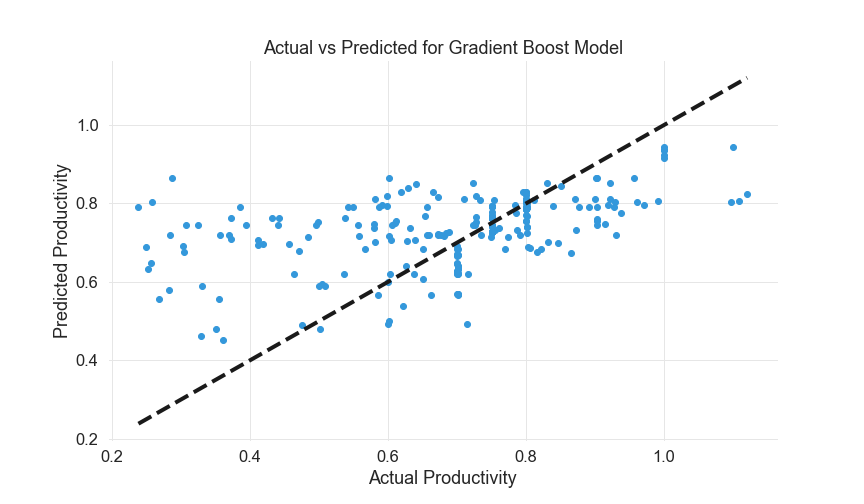 Actual vs Predicted for Gradient Boost Model
Predicted Productivity
1.0
0.8
0.6
0.4
0.2
0.2 0.4 0.6 0.8 1.0
Actual Productivity